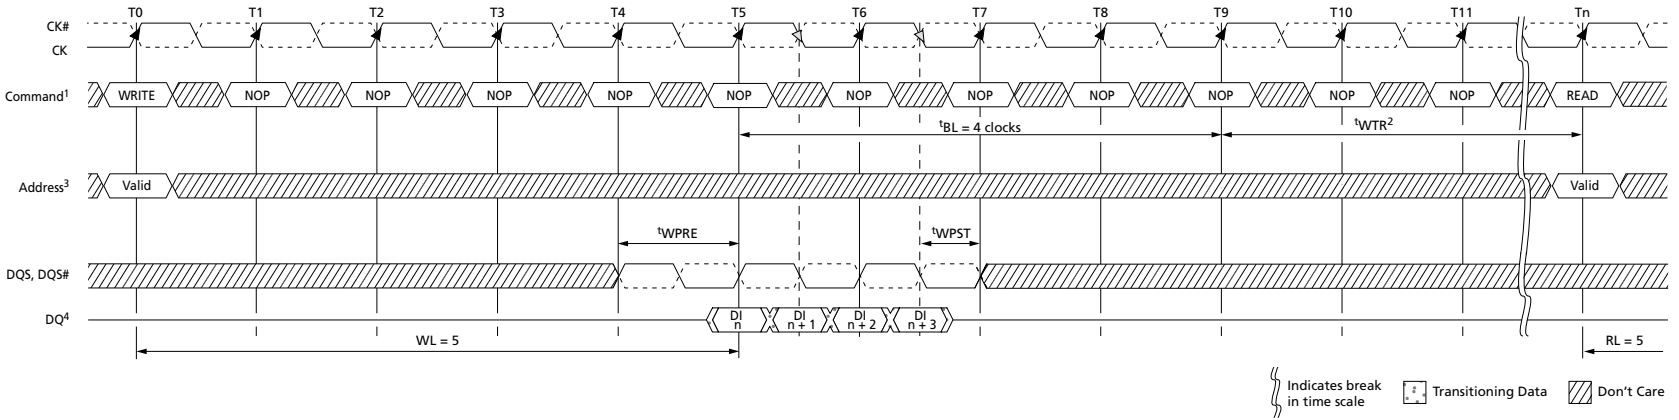 T0 T1 T2 T3 T4 T5 T6 T7 T8 T9 T10 T11 Tn
CK#
CK
Command1 WRITE NOP NOP NOP NOP NOP NOP NOP NOP NOP NOP NOP READ
tBL = 4 clocks tWTR2
Address3 Valid Valid
tWPRE tWPST
DQS, DQS#
DQ4 DI n DI n + 1 DI n + 2 DI n + 3
WL = 5 RL = 5
Indicates break in time scale Transitioning Data Don't Care